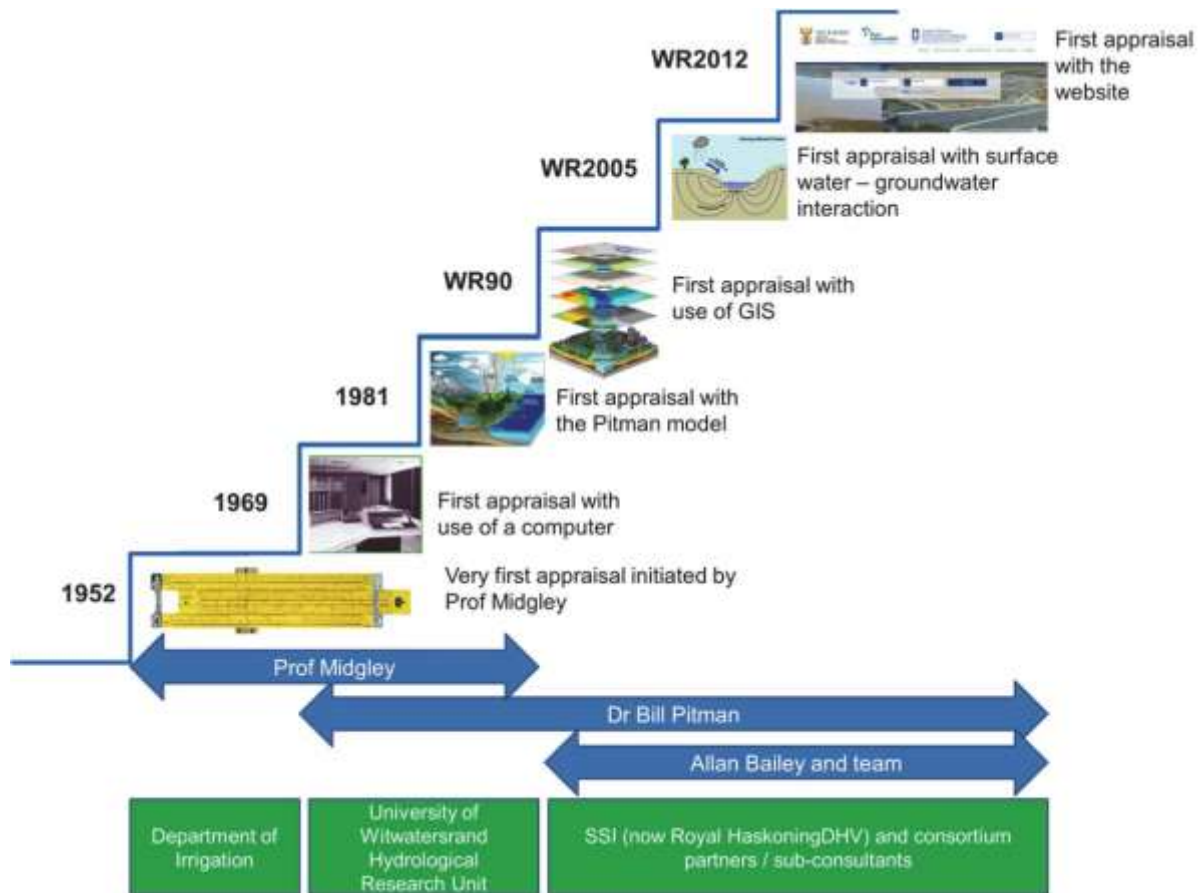 WR2012
First appraisal
with the
website
WR2005
First appraisal with surface
water – groundwater
interaction
WR90
First appraisal with
use of GIS
1981
First appraisal with
the Pitman model
1969
First appraisal with
use of a computer
1952
Very first appraisal initiated by
Prof Midgley
Prof Midgley
Dr Bill Pitman
Allan Bailey and team
Department of
Irrigation
University of
Witwatersrand
Hydrological
Research Unit
SSI (now Royal HaskoningDHV) and consortium
partners / sub-consultants